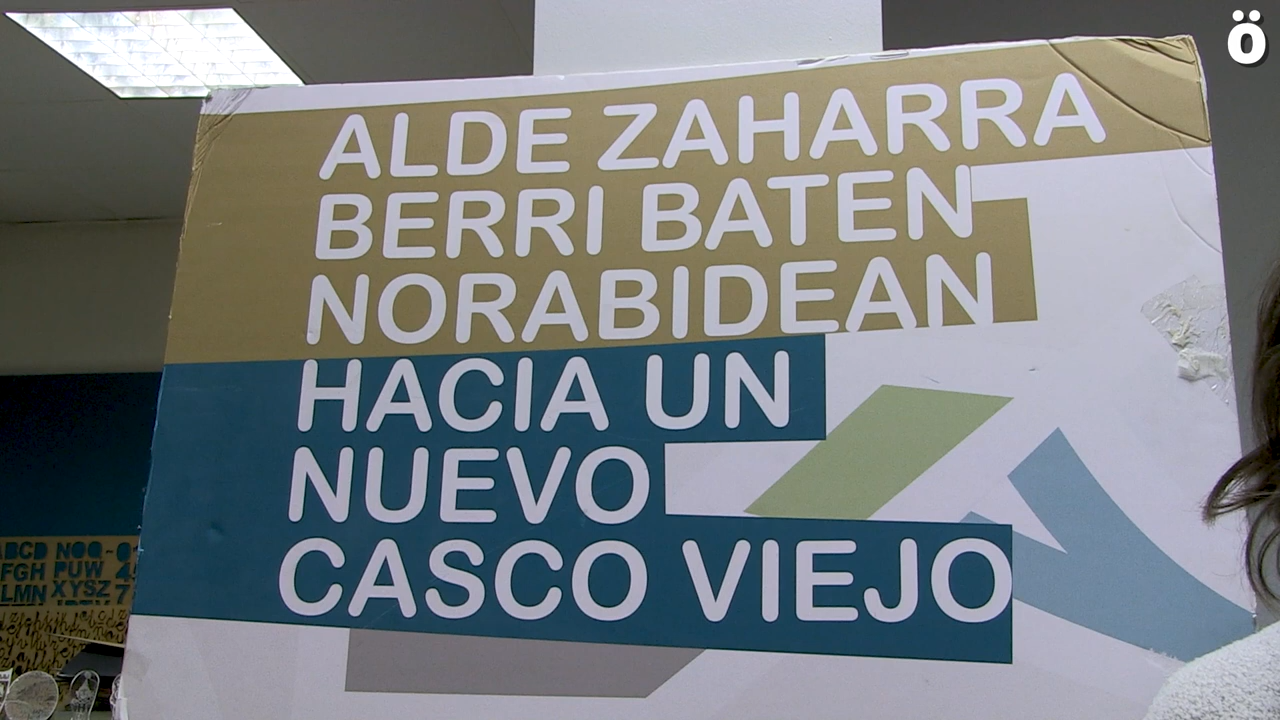 ö
ALDE ZAHARRA
BERRI BATEN
NORABIDEAN
HACIA UN
NUEVO
CASCO VIEJO